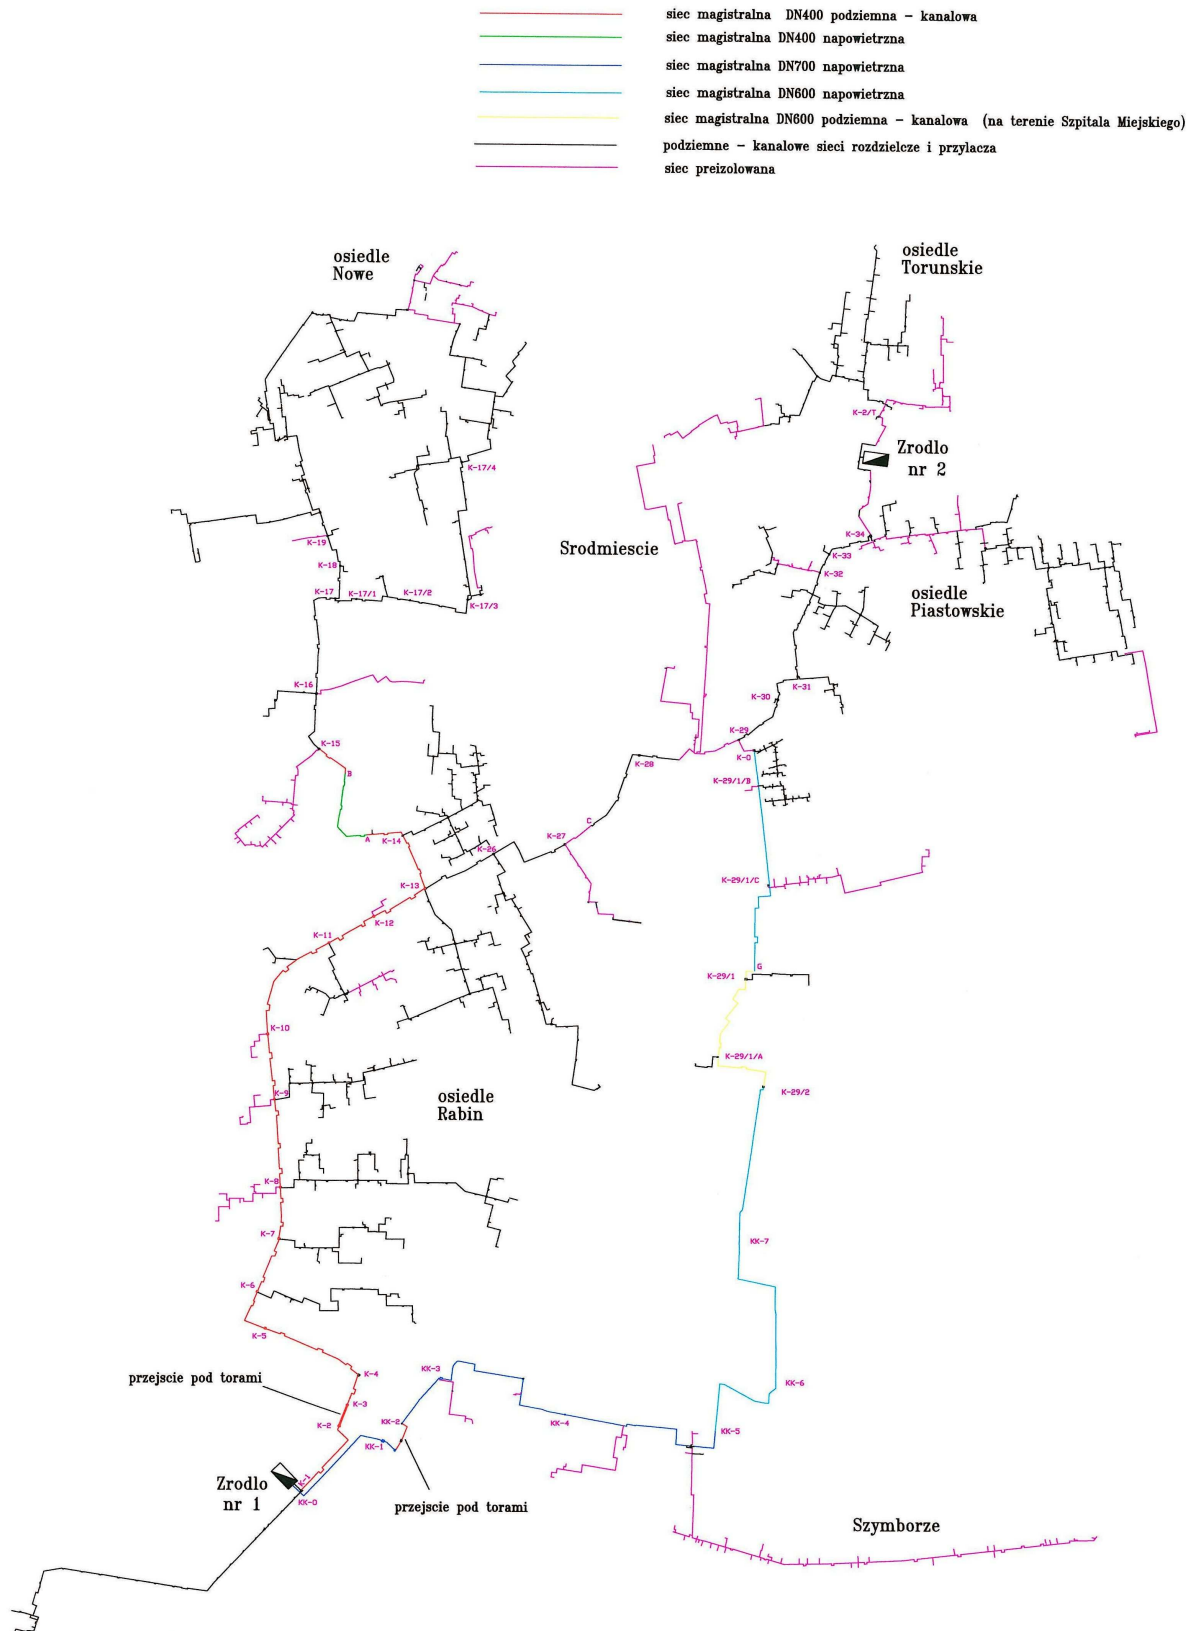 siec magistralna DN400 podziemna – kanalowa
siec magistralna DN400 napowietrzna
siec magistralna DN700 napowietrzna
siec magistralna DN600 napowietrzna
siec magistralna DN600 podziemna – kanalowa (na terenie Szpitala Miejskiego)
podziemne – kanalowe sieci rozdzielcze i przylacza
siec preizolowana
osiedle
Nowe
osiedle
Torunskie
K-2/T
Zrodlo
nr 2
K-17/4
K-19
K-18
K-17
K-17/1
K-17/2
K-17/3
Srodmiescie
K-34
K-33
K-32
osiedle
Piastowskie
K-16
K-31
K-30
K-15
B
K-29
K-0
K-28
K-29/1/B
A
K-14
C
K-27
K-26
K-13
K-29/1/C
K-12
K-11
G
K-29/1
K-10
K-29/1/A
K-9
K-29/2
osiedle
Rabin
K-8
K-7
KK-7
K-6
K-5
K-4
KK-3
przejscie pod torami
KK-6
K-3
K-2
KK-2
KK-4
KK-1
KK-5
K-1
Zrodlo
nr 1
KK-0
przejscie pod torami
Szymborze